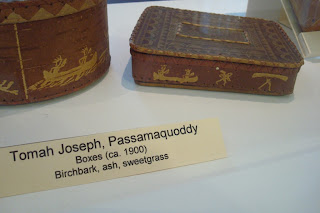 Tomah Joseph, Passamaquoddy
Boxes (ca. 1900)
Birchbark, ash, sweetgrass